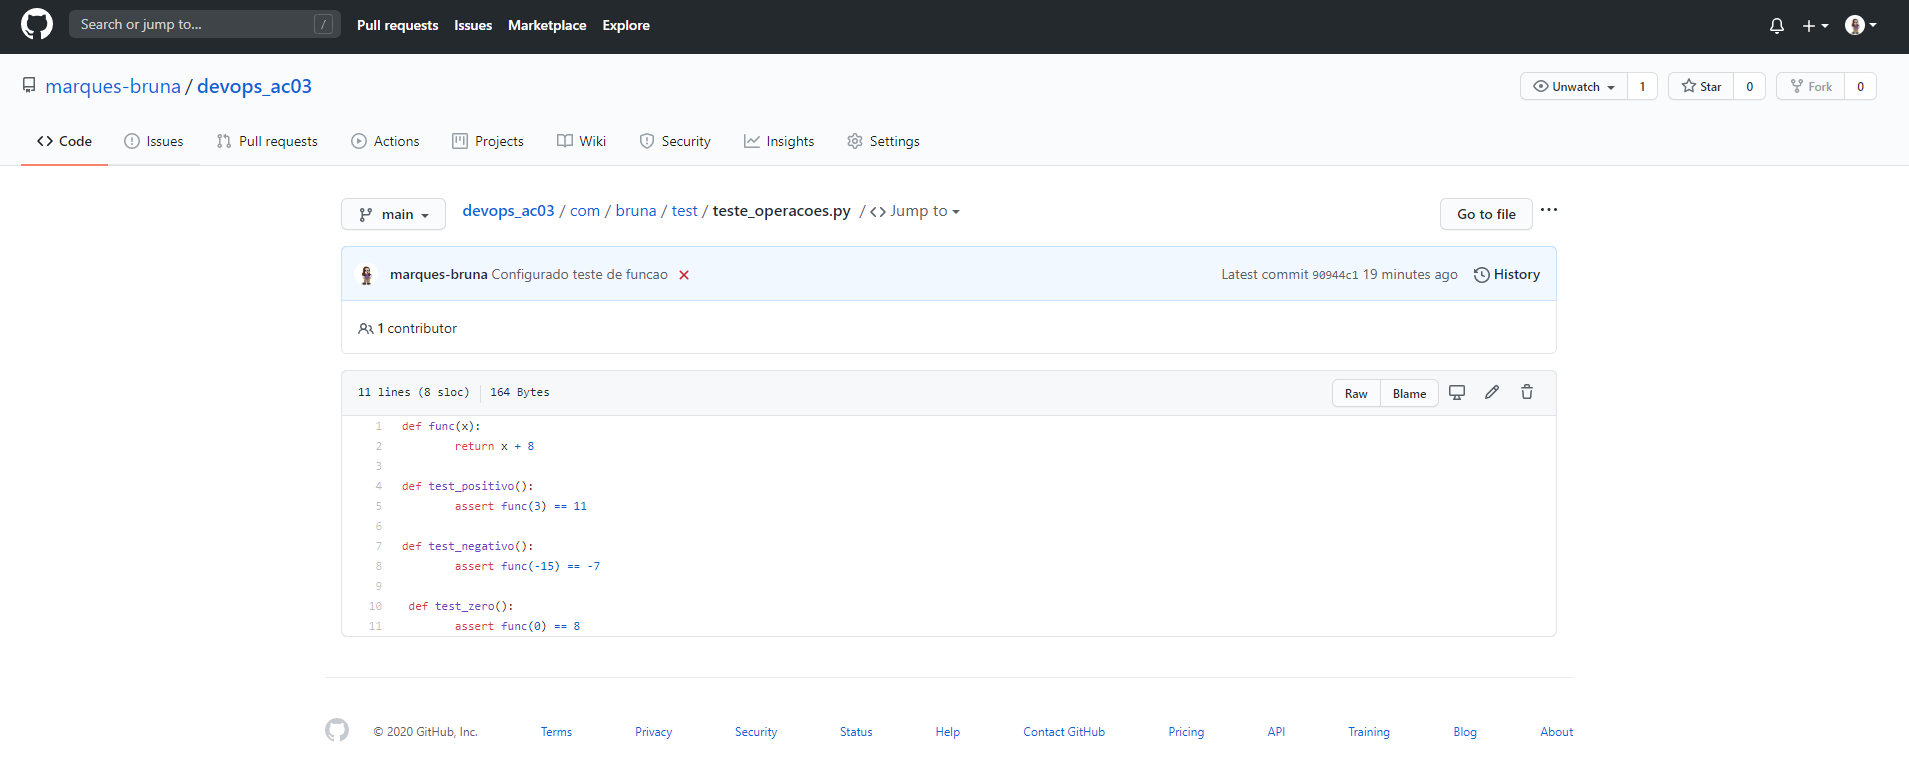 Search or jump to... /
Pull requests Issues Marketplace Explore
marques-bruna / devops_ac03
Unwatch 1 Star 0 Fork 0
Code Issues Pull requests Actions Projects Wiki Security Insights Settings
main
devops_ac03 / com / bruna / test / teste_operacoes.py / <> Jump to
Go to file ...
marques-bruna Configurado teste de funcao
Latest commit 90944c1 19 minutes ago History
1 contributor
11 lines (8 sloc) 164 Bytes
Raw Blame
1 def func(x):
2 return x + 8
3
4 def test_positivo():
5 assert func(3) == 11
6
7 def test_negativo():
8 assert func(-15) == -7
9
10 def test_zero():
11 assert func(0) == 8
© 2020 GitHub, Inc. Terms Privacy Security Status Help Contact GitHub Pricing API Training Blog About